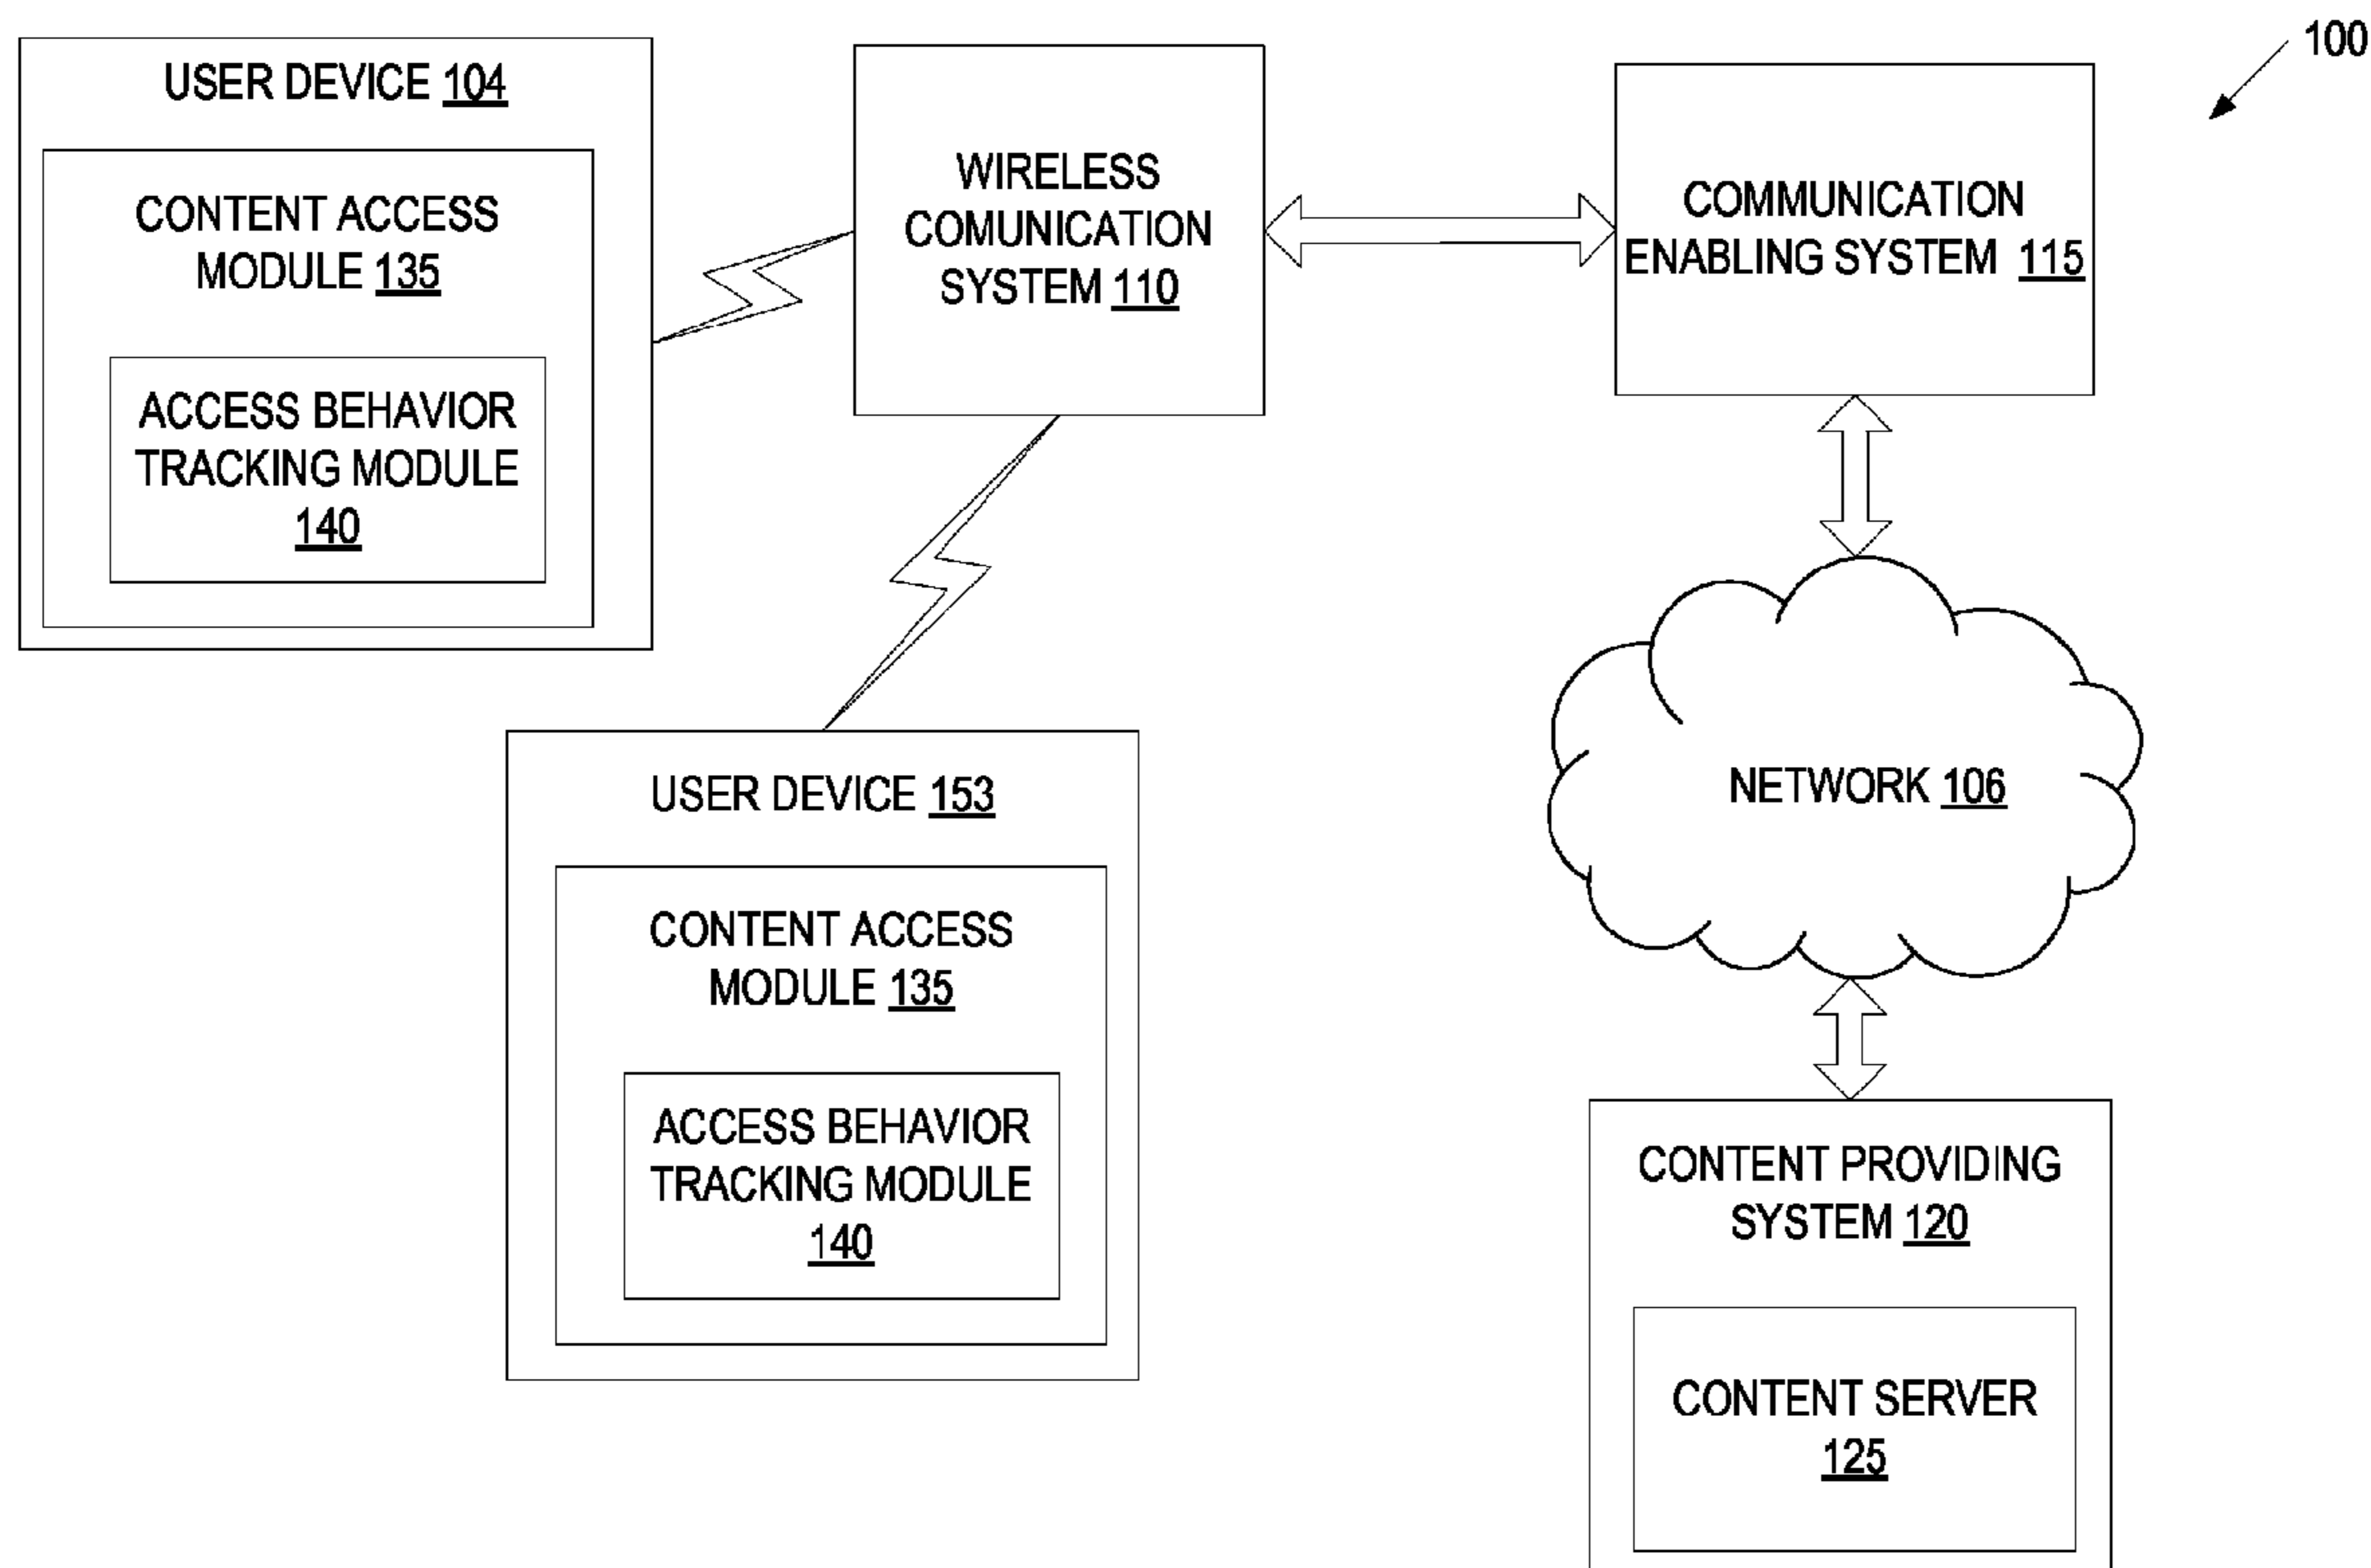 100
USER DEVICE 104
CONTENT ACCESS
MODULE 135
ACCESS BEHAVIOR
TRACKING MODULE
140
WIRELESS
COMUNICATION
SYSTEM 110
COMMUNICATION
ENABLING SYSTEM 115
USER DEVICE 153
CONTENT ACCESS
MODULE 135
ACCESS BEHAVIOR
TRACKING MODULE
140
NETWORK 106
CONTENT PROVIDING
SYSTEM 120
CONTENT SERVER
125